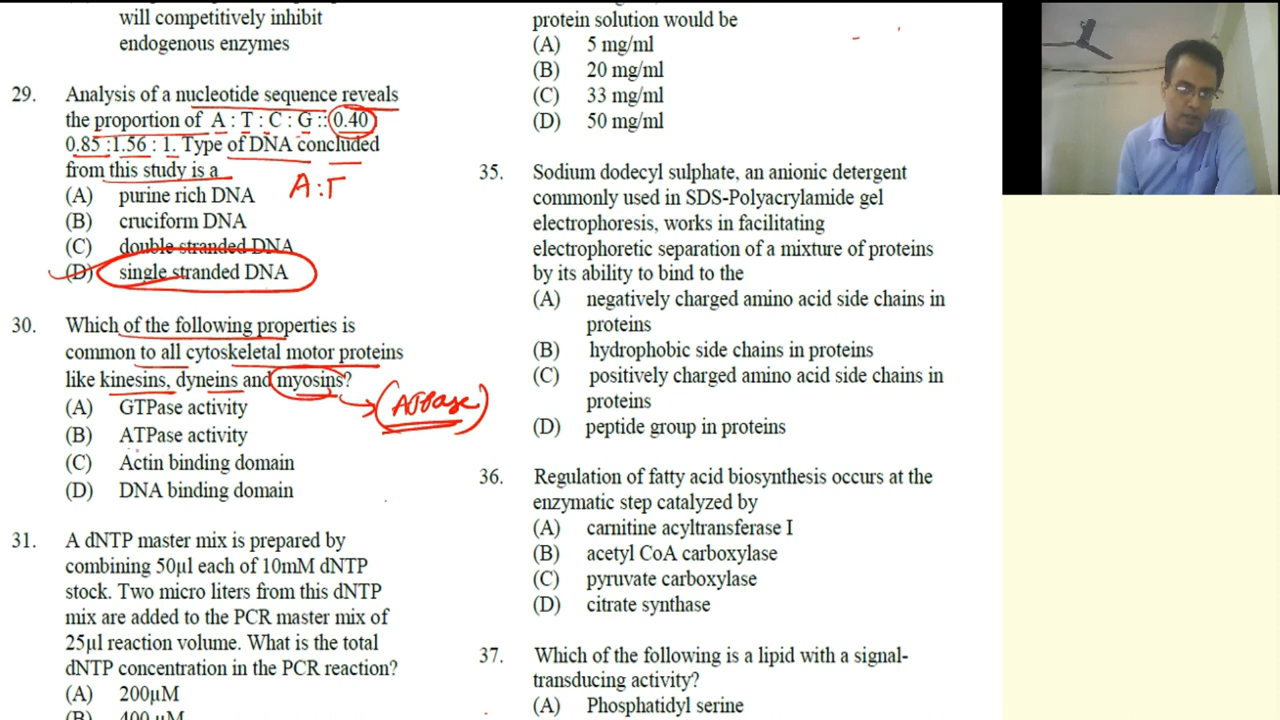 will competitively inhibit
endogenous enzymes
29. Analysis of a nucleotide sequence reveals
the proportion of A : T : C : G :: 0.40
0.85 :1.56 : 1. Type of DNA concluded
from this study is a
A : T
(A) purine rich DNA
(B) cruciform DNA
(C) double stranded DNA
(D) single stranded DNA
30. Which of the following properties is
common to all cytoskeletal motor proteins
like kinesins, dyneins and myosins?
(ATPase)
(A) GTPase activity
(B) ATPase activity
(C) Actin binding domain
(D) DNA binding domain
31. A dNTP master mix is prepared by
combining 50µl each of 10mM dNTP
stock. Two micro liters from this dNTP
mix are added to the PCR master mix of
25µl reaction volume. What is the total
dNTP concentration in the PCR reaction?
(A) 200µM
(B) 400 µM
protein solution would be
(A) 5 mg/ml
(B) 20 mg/ml
(C) 33 mg/ml
(D) 50 mg/ml
35. Sodium dodecyl sulphate, an anionic detergent
commonly used in SDS-Polyacrylamide gel
electrophoresis, works in facilitating
electrophoretic separation of a mixture of proteins
by its ability to bind to the
(A) negatively charged amino acid side chains in
proteins
(B) hydrophobic side chains in proteins
(C) positively charged amino acid side chains in
proteins
(D) peptide group in proteins
36. Regulation of fatty acid biosynthesis occurs at the
enzymatic step catalyzed by
(A) carnitine acyltransferase I
(B) acetyl CoA carboxylase
(C) pyruvate carboxylase
(D) citrate synthase
37. Which of the following is a lipid with a signal-
transducing activity?
(A) Phosphatidyl serine